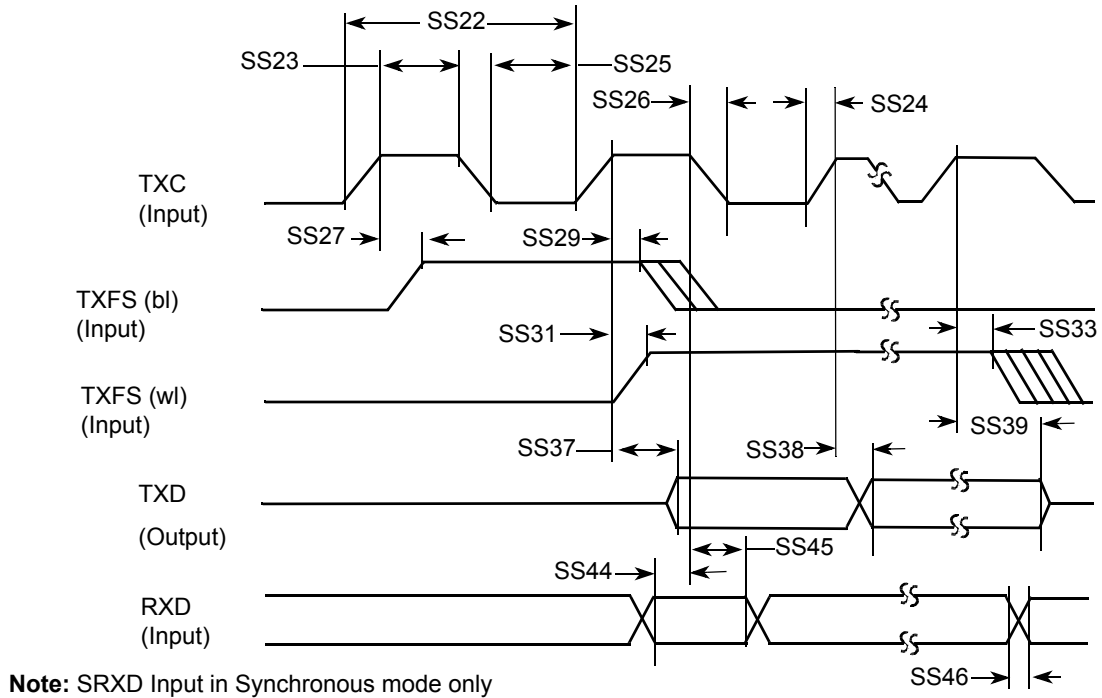 SS22
SS23
SS25
SS26
SS24
TXC
(Input)
SS27
SS29
TXFS (bl)
(Input)
SS31
SS33
TXFS (wl)
(Input)
SS39
SS37
SS38
TXD
(Output)
SS45
SS44
RXD
(Input)
SS46
Note: SRXD Input in Synchronous mode only